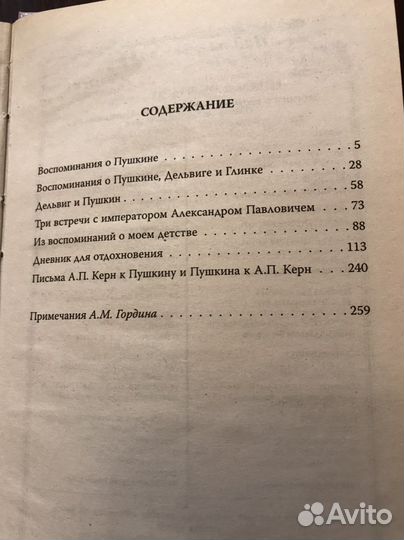 СОДЕРЖАНИЕ
Воспоминания о Пушкине . . . . . . . . . . . . . . . . . . . . . . . 5
Воспоминания о Пушкине, Дельвиге и Глинке . . . . . . . . . 28
Дельвиг и Пушкин . . . . . . . . . . . . . . . . . . . . . . . . . . . 58
Три встречи с императором Александром Павловичем . . . . 73
Из воспоминаний о моем детстве . . . . . . . . . . . . . . . . . . 88
Дневник для отдохновения . . . . . . . . . . . . . . . . . . . . . 113
Письма А.П. Керн к Пушкину и Пушкина к А.П. Керн . . . . 240
Примечания А.М. Гордина . . . . . . . . . . . . . . . . . . . . . . 259
Avito